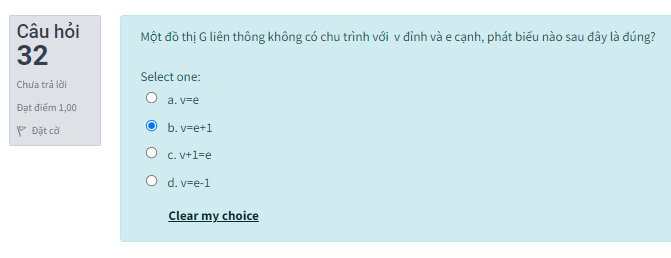 Câu hỏi
32
Chưa trả lời
Đạt điểm 1,00
Đặt cờ
Một đồ thị G liên thông không có chu trình với v đỉnh và e cạnh, phát biểu nào sau đây là đúng?
Select one:
a. v=e
b. v=e+1
c. v+1=e
d. v=e-1
Clear my choice